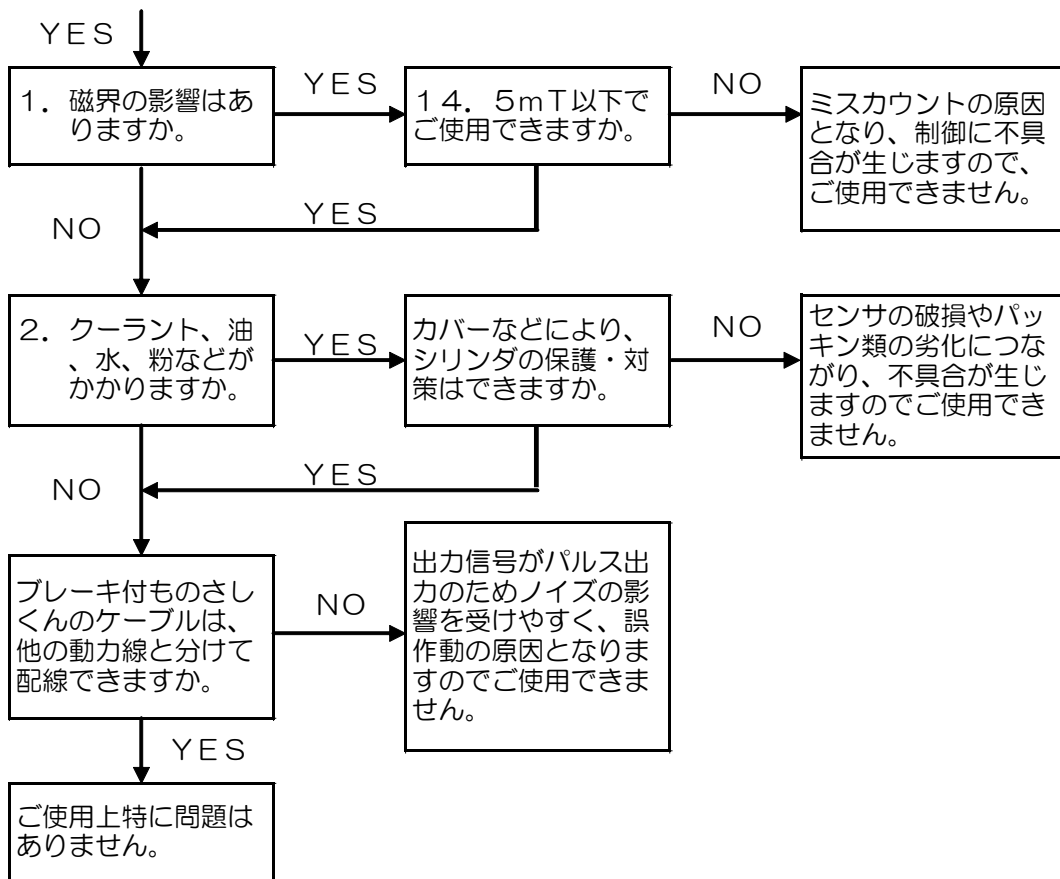 ＹＥＳ
１．磁界の影響はあ
りますか。
ＹＥＳ
１４．５ｍＴ以下で
ご使用できますか。
ＮＯ
ミスカウントの原因
となり、制御に不具
合が生じますので、
ご使用できません。
ＹＥＳ
ＮＯ
２．クーラント、油
、水、粉などが
かかりますか。
ＹＥＳ
カバーなどにより、
シリンダの保護・対
策はできますか。
ＮＯ
センサの破損やパッ
キン類の劣化につな
がり、不具合が生じ
ますのでご使用でき
ません。
ＹＥＳ
ＮＯ
ブレーキ付ものさし
くんのケーブルは、
他の動力線と分けて
配線できますか。
ＮＯ
出力信号がパルス出
力のためノイズの影
響を受けやすく、誤
作動の原因となりま
すのでご使用できま
せん。
ＹＥＳ
ご使用上特に問題は
ありません。